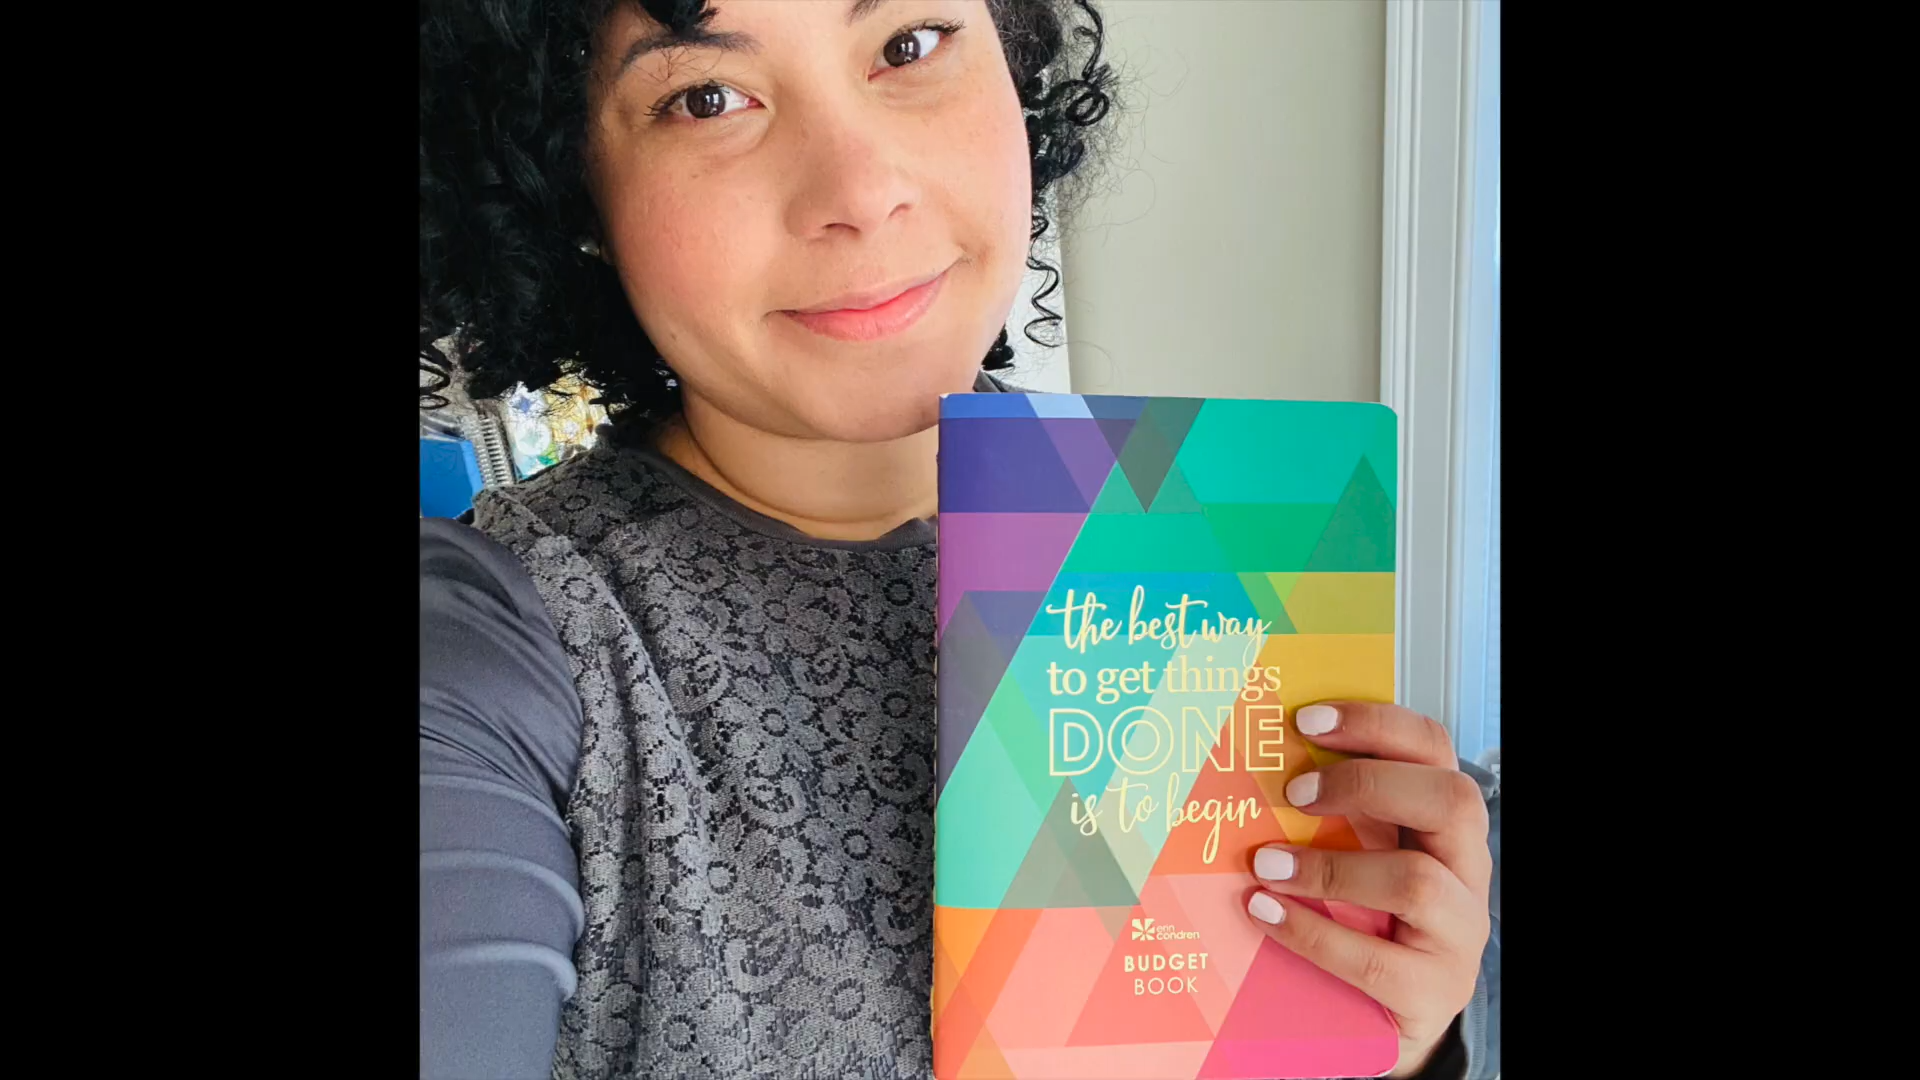 the best way
to get things
DONE
is to begin
erin
condren
BUDGET
BOOK